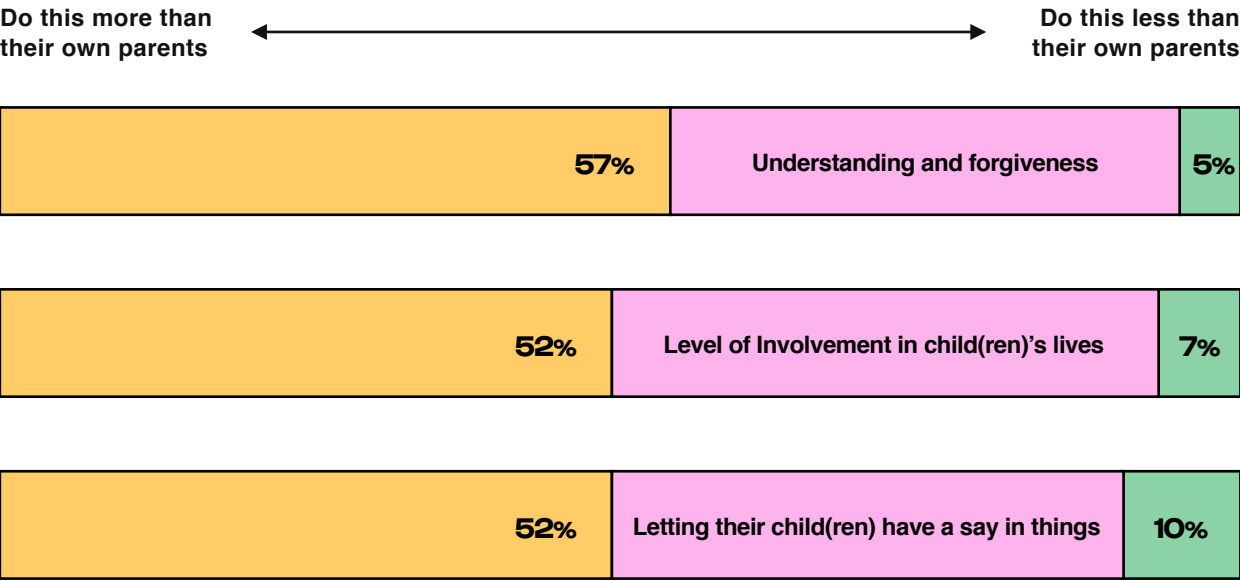 Do this more than
their own parents
Do this less than
their own parents
57% Understanding and forgiveness 5%
52% Level of Involvement in child(ren)’s lives 7%
52% Letting their child(ren) have a say in things 10%